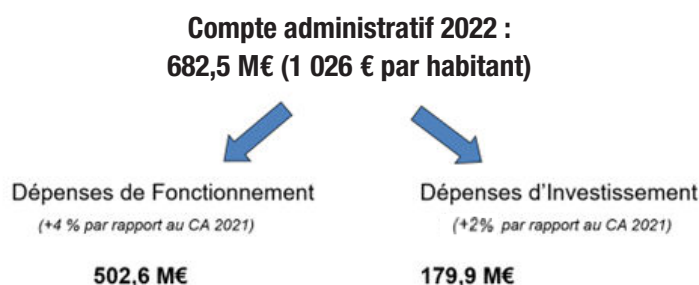 Compte administratif 2022 :
682,5 M€ (1 026 € par habitant)
Dépenses de Fonctionnement
(+4 % par rapport au CA 2021)
502,6 M€
Dépenses d'Investissement
(+2% par rapport au CA 2021)
179,9 M€